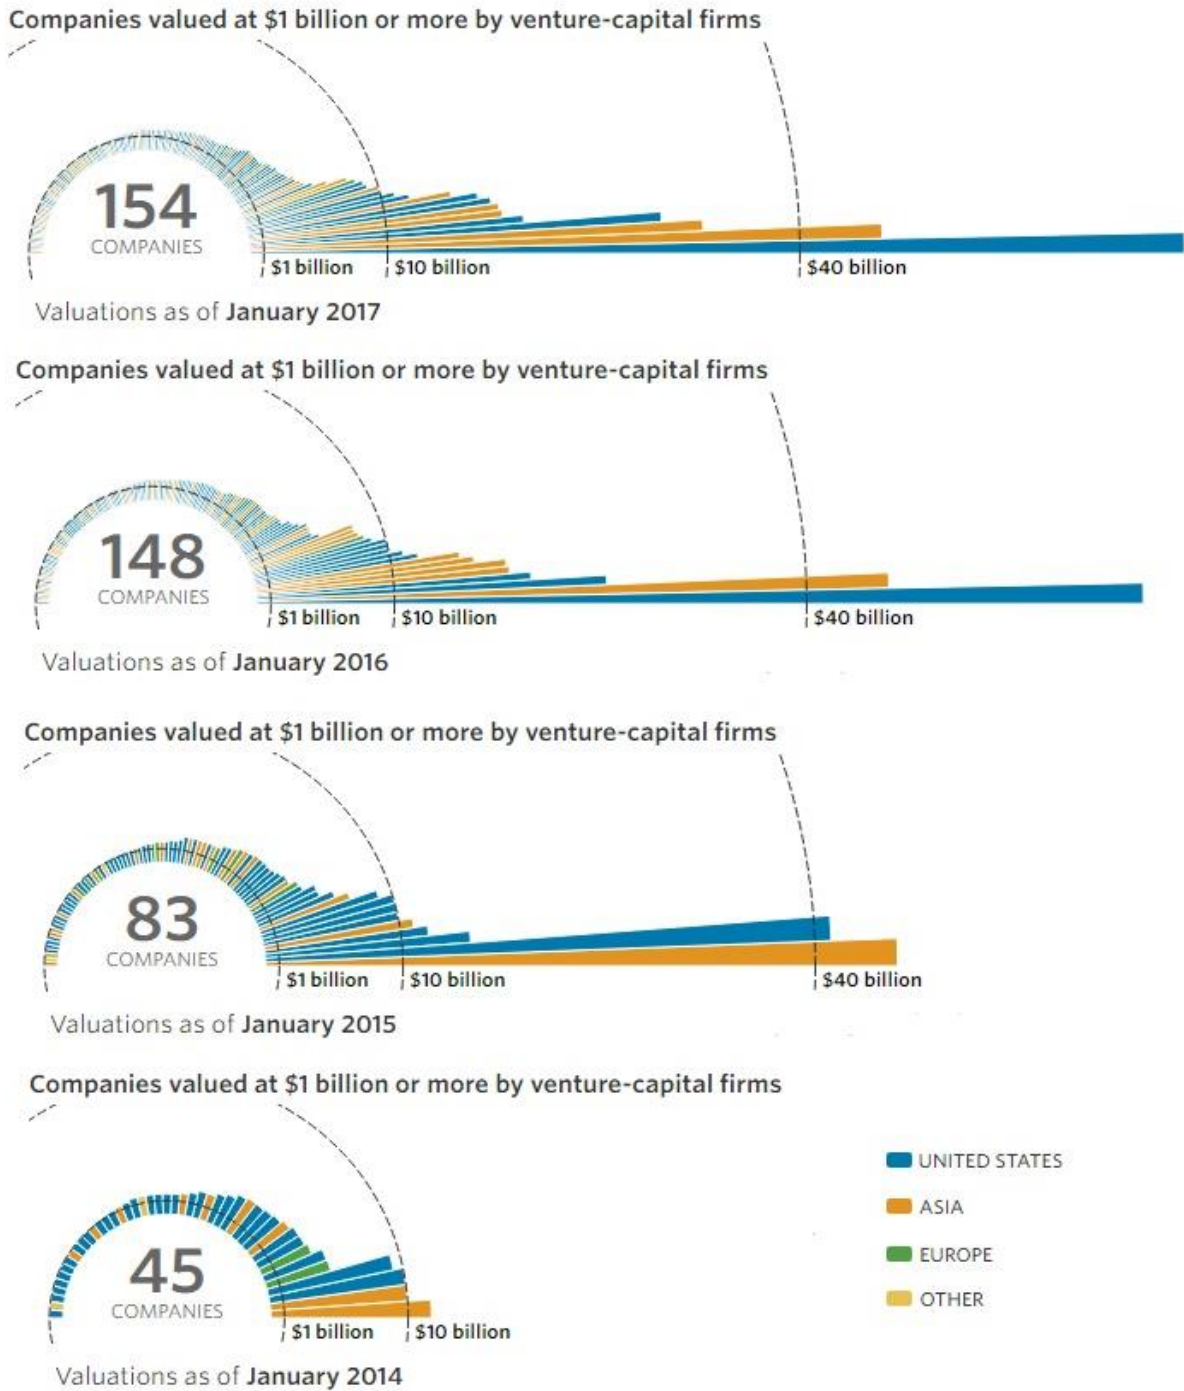 Companies valued at $1 billion or more by venture-capital firms
154
COMPANIES
$1 billion
$10 billion
$40 billion
Valuations as of January 2017
Companies valued at $1 billion or more by venture-capital firms
148
COMPANIES
$1 billion
$10 billion
$40 billion
Valuations as of January 2016
Companies valued at $1 billion or more by venture-capital firms
83
COMPANIES
$1 billion
$10 billion
$40 billion
Valuations as of January 2015
Companies valued at $1 billion or more by venture-capital firms
45
COMPANIES
$1 billion
$10 billion
Valuations as of January 2014
UNITED STATES
ASIA
EUROPE
OTHER